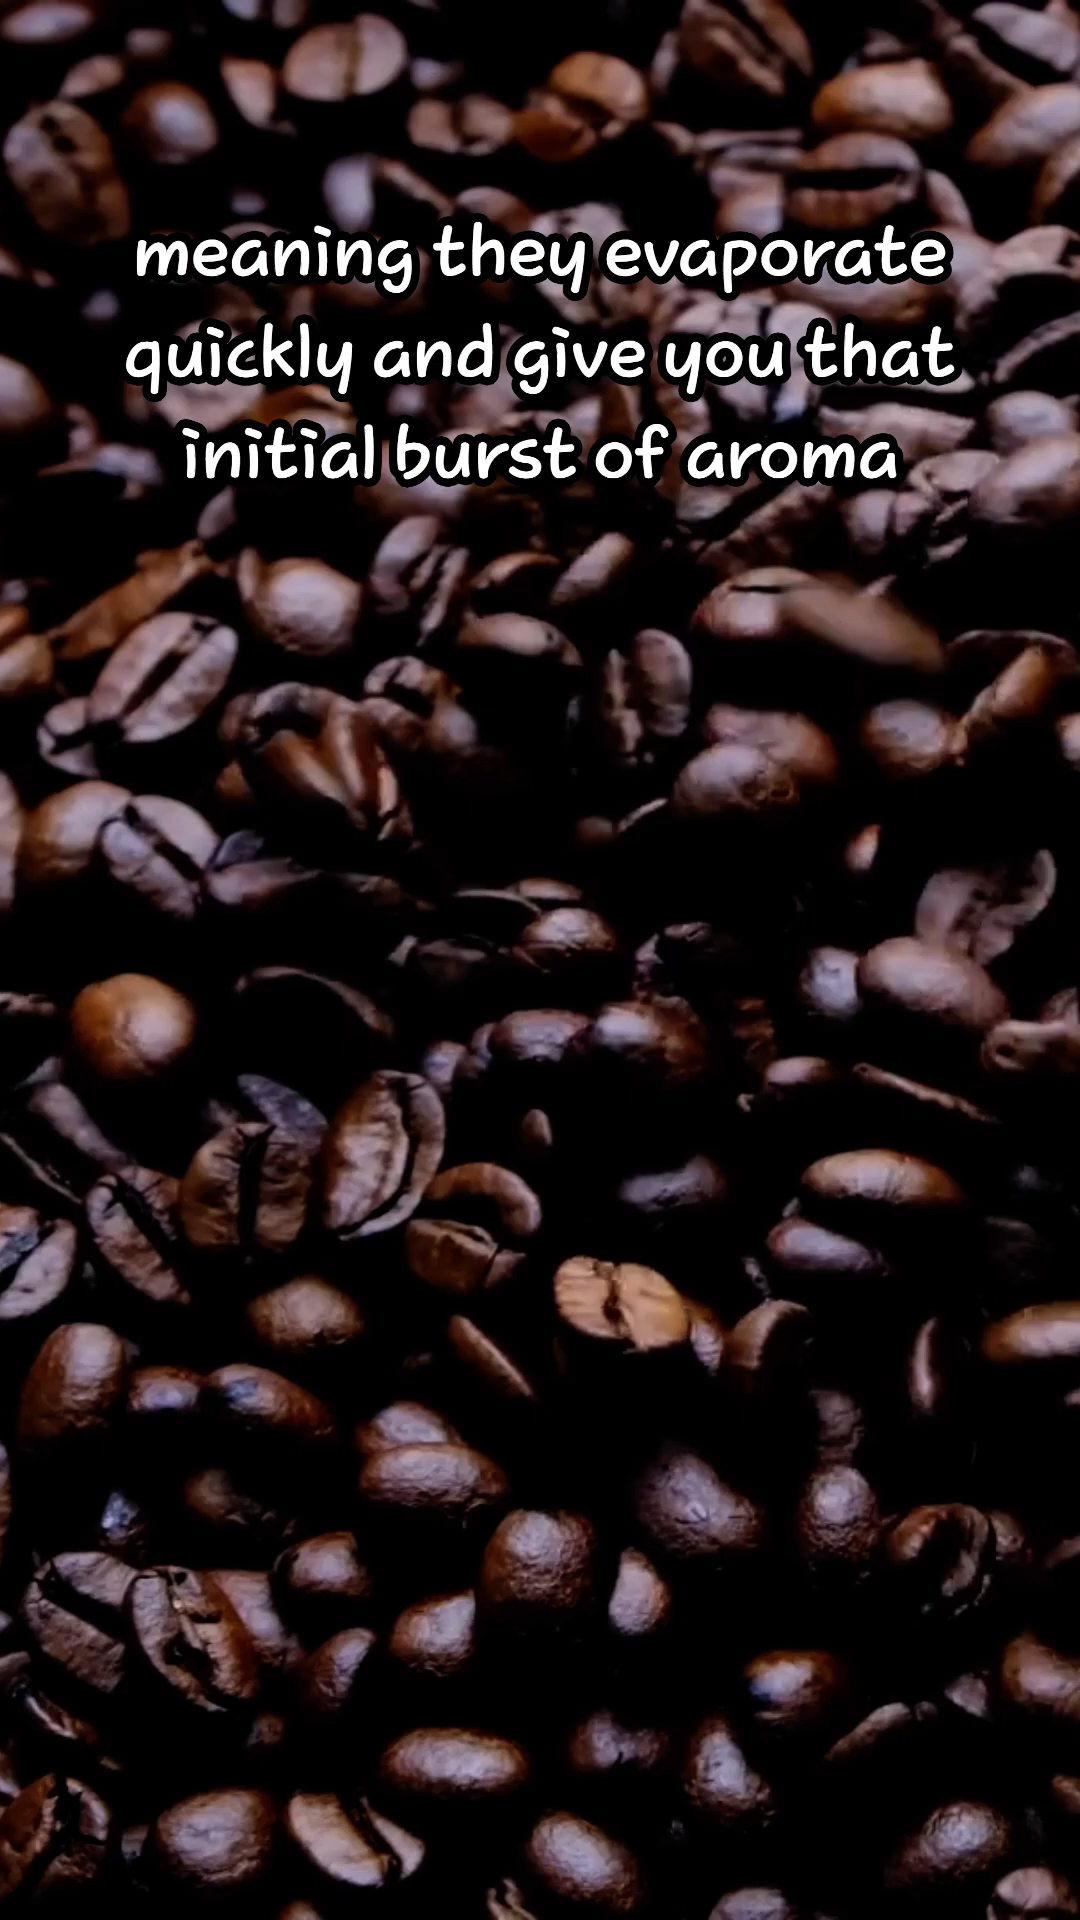 meaning they evaporate
quickly and give you that
initial burst of aroma